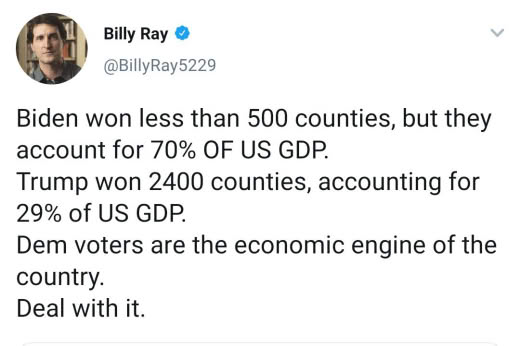 Billy Ray
@BillyRay5229
Biden won less than 500 counties, but they
account for 70% OF US GDP.
Trump won 2400 counties, accounting for
29% of US GDP.
Dem voters are the economic engine of the
country.
Deal with it.